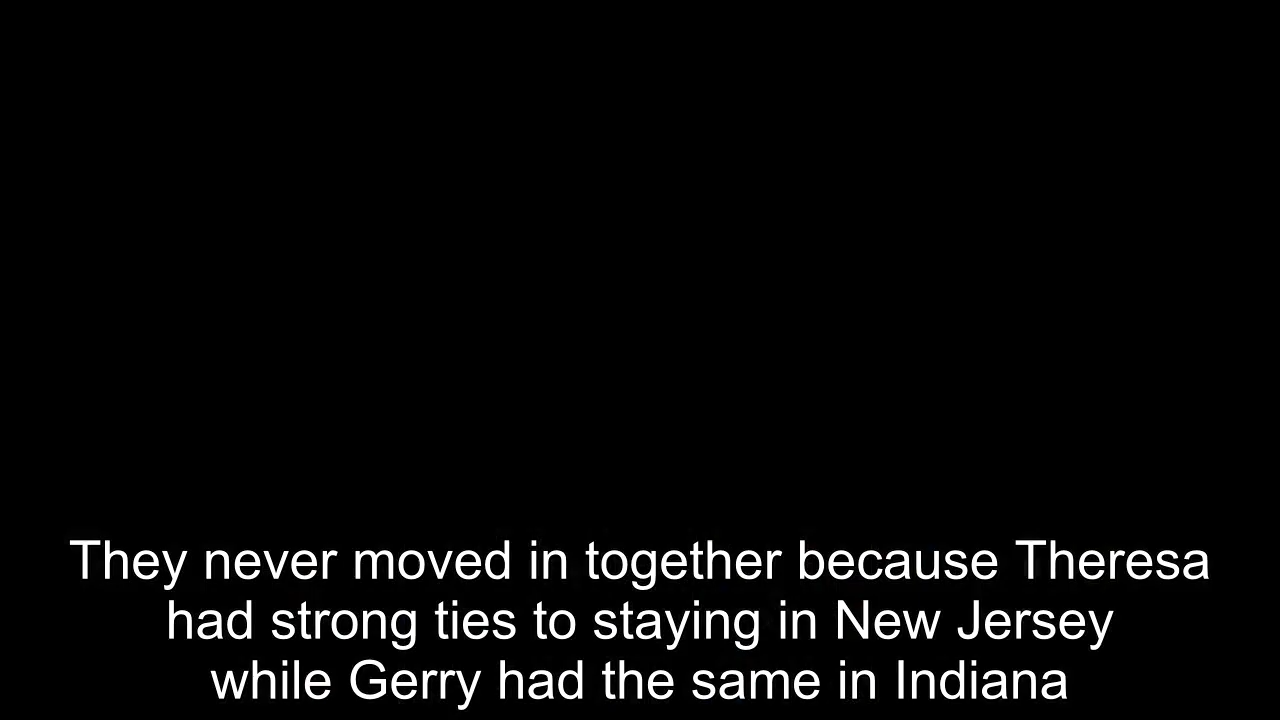 They never moved in together because Theresa
had strong ties to staying in New Jersey
while Gerry had the same in Indiana